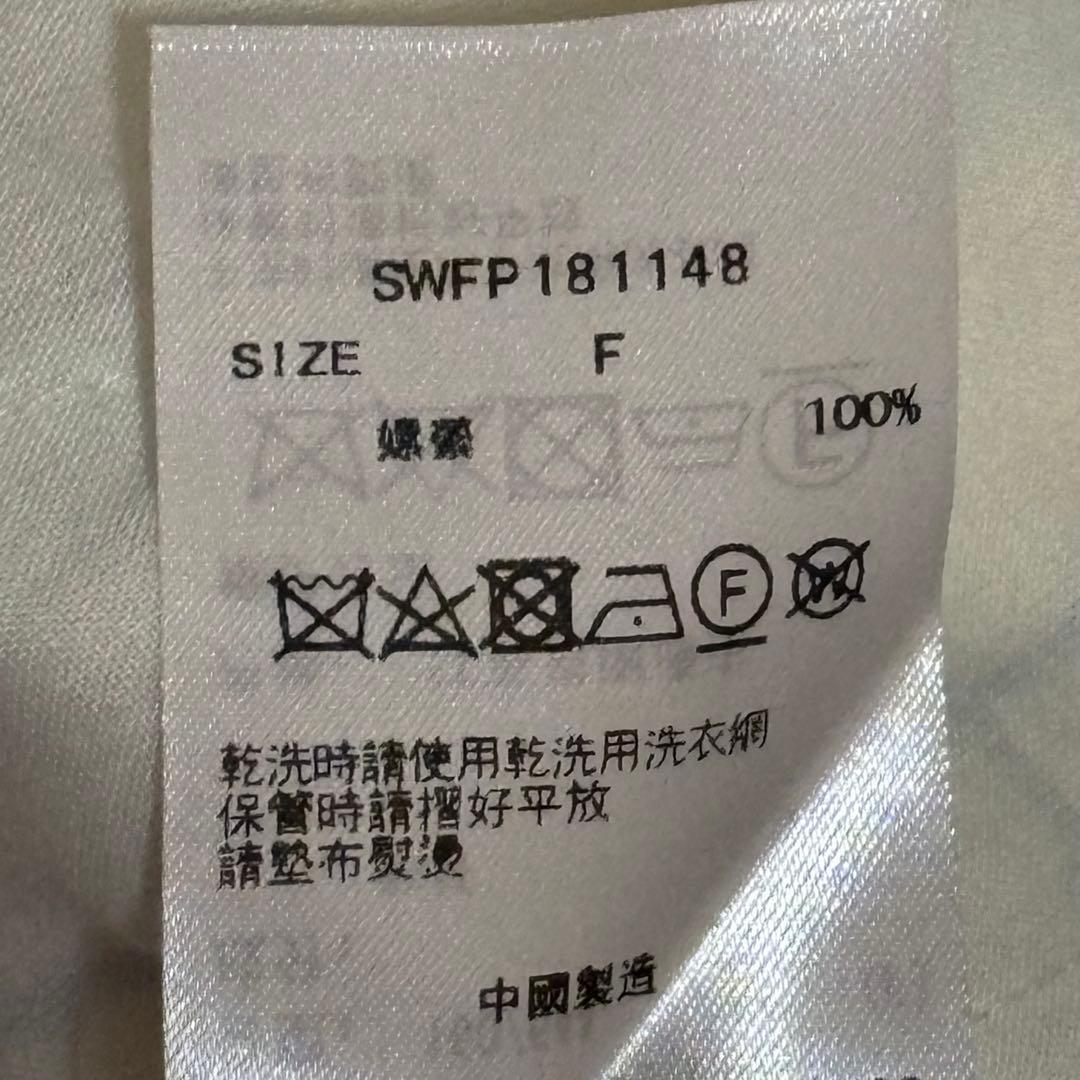 SWFP181148
SIZE F
嫘縈 100%
F
W
乾洗時請使用乾洗用洗衣網
保管時請摺好平放
請墊布熨燙
中國製造